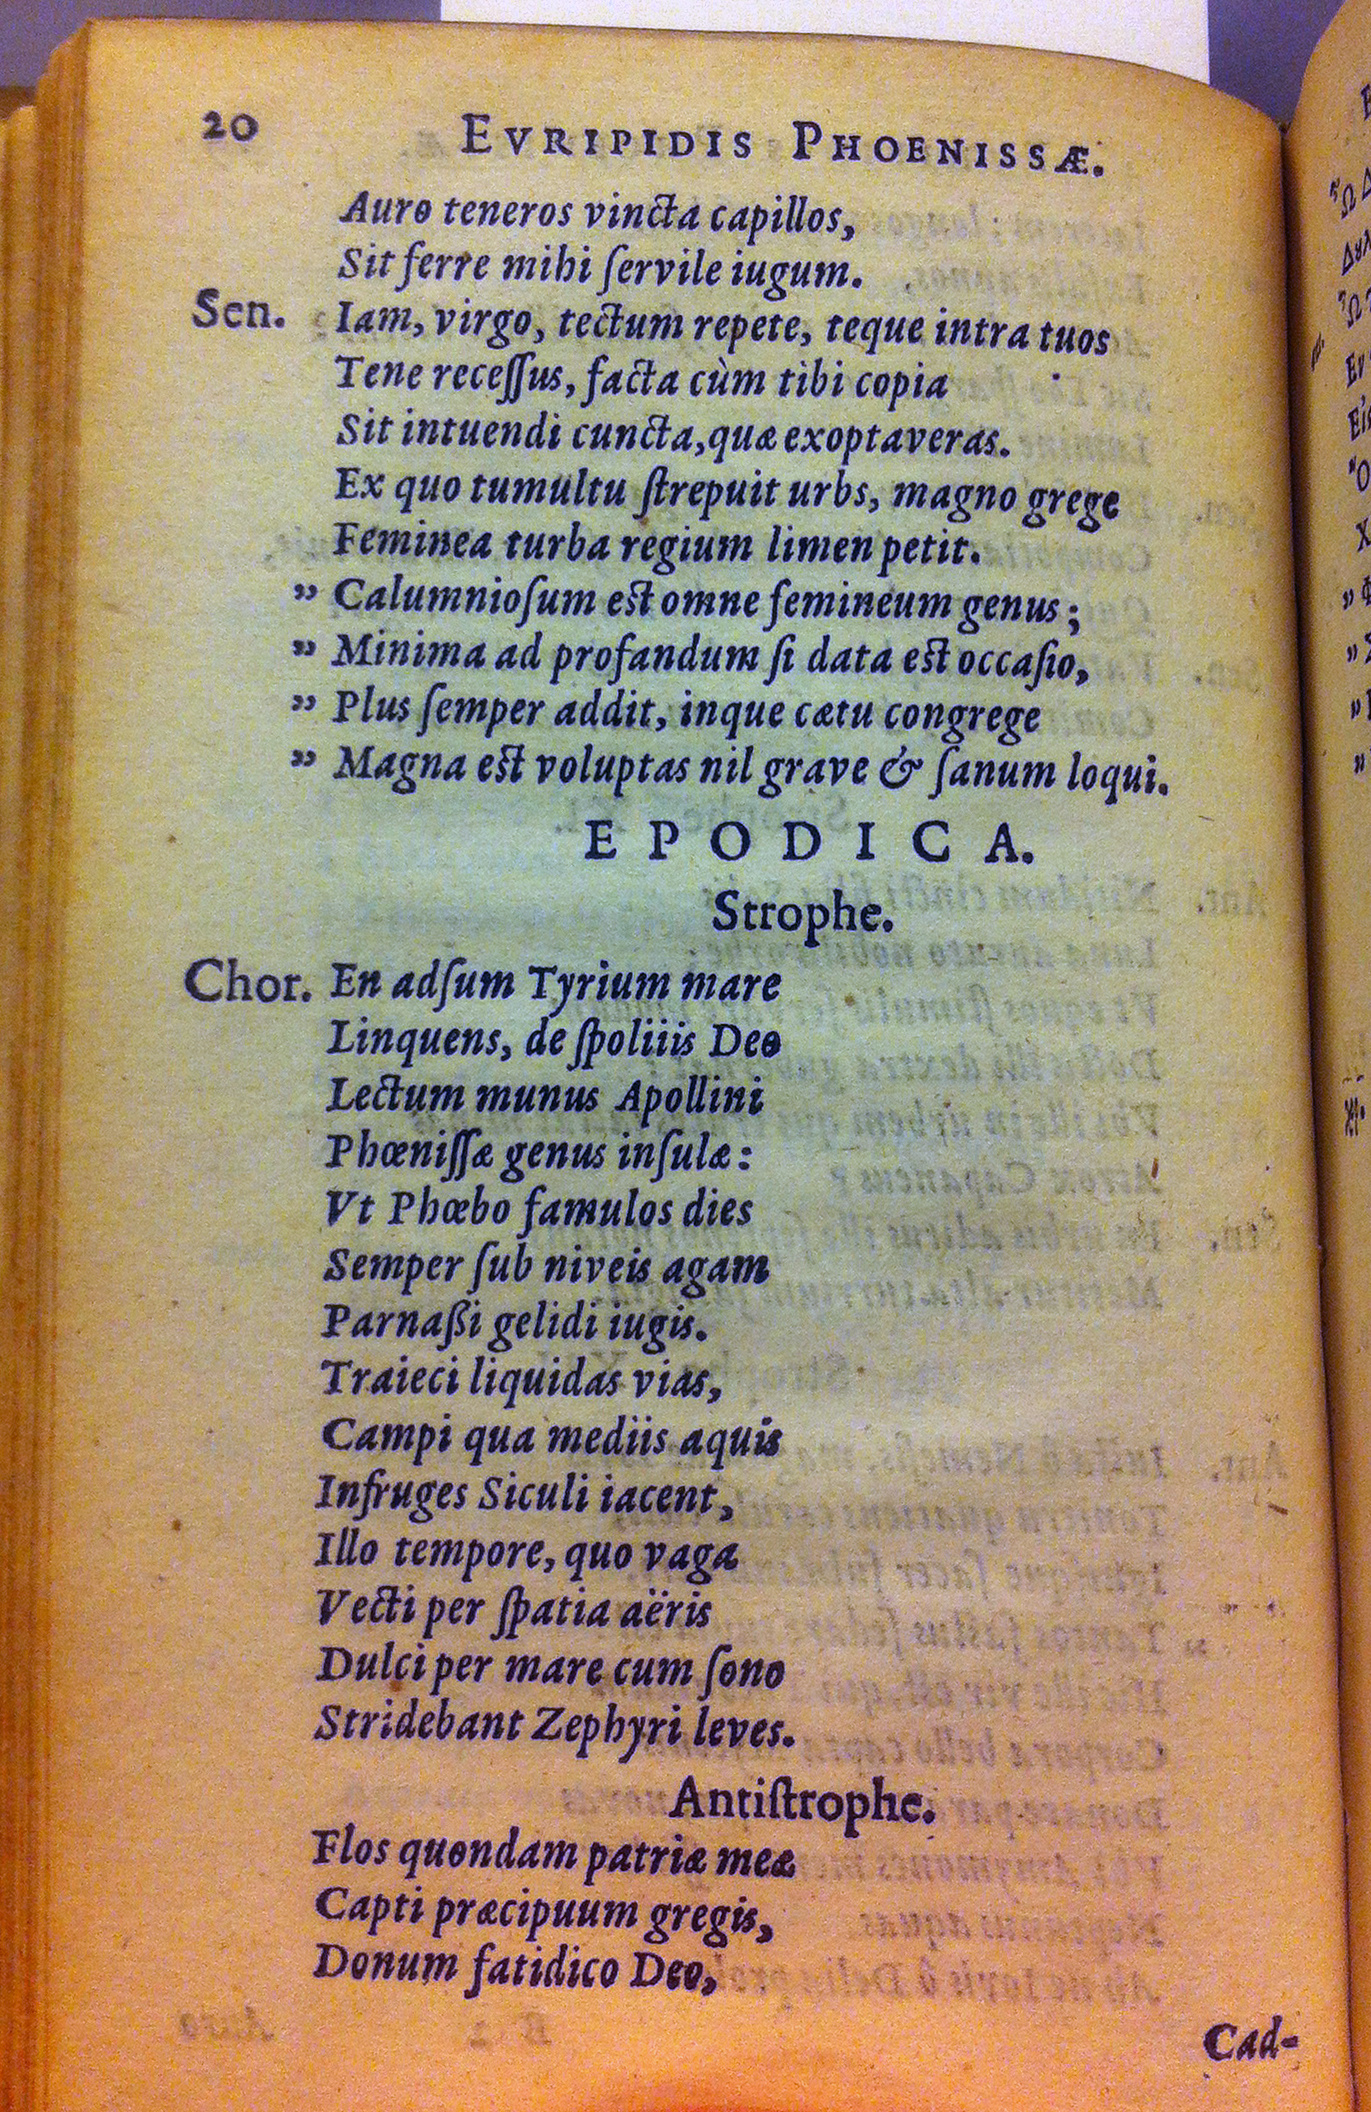 20 EVRIPIDIS PHOENISSÆ.
Auro teneros vincta capillos,
Sit ferre mihi ſervile iugum.
Sen. Iam, virgo, tectum repete, teque intra tuos
Tene receſſus, facta cùm tibi copia
Sit intuendi cuncta, quæ exoptaveras.
Ex quo tumultu ſtrepuit urbs, magno grege
Feminea turba regium limen petit.
” Calumnioſum eſt omne femineum genus;
” Minima ad profandum ſi data eſt occaſio,
” Plus ſemper addit, inque cætu congrege
” Magna eſt voluptas nil grave & ſanum loqui.
EPODICA.
Strophe.
Chor. En adſum Tyrium mare
Linquens, de ſpoliiis Deo
Lectum munus Apollini
Phœniſſæ genus inſulæ:
Vt Phœbo famulos dies
Semper ſub niveis agam
Parnaßi gelidi iugis.
Traieci liquidas vias,
Campi qua mediis aquis
Infruges Siculi iacent,
Illo tempore, quo vaga
Vecti per ſpatia aëris
Dulci per mare cum ſono
Stridebant Zephyri leves.
Antiſtrophe.
Flos quondam patriæ meæ
Capti præcipuum gregis,
Donum fatidico Deo,
Cad-